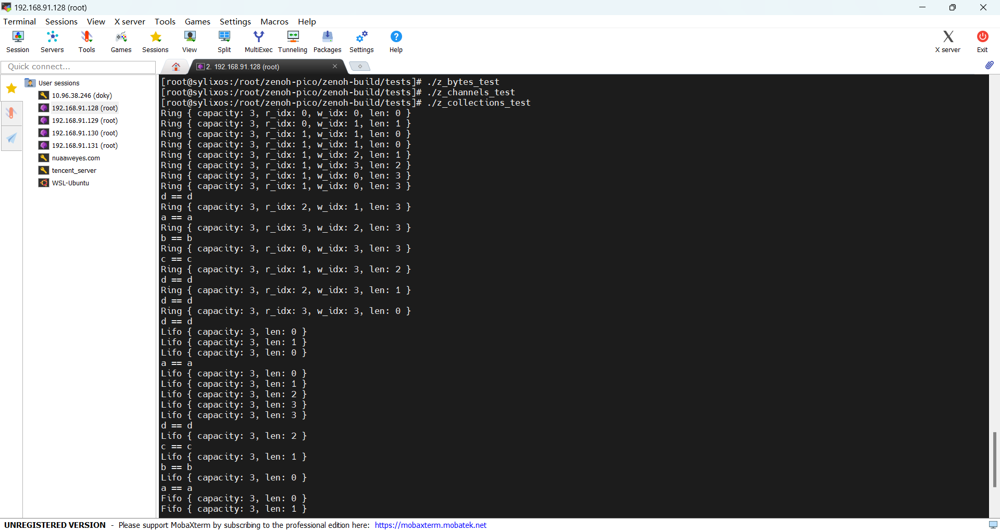 192.168.91.128 (root)
Terminal Sessions View X server Tools Games Settings Macros Help
Session Servers Tools Games Sessions View Split MultiExec Tunneling Packages Settings Help X server Exit
Quick connect...
2. 192.168.91.128 (root)
User sessions
10.96.38.246 (doky)
192.168.91.128 (root)
192.168.91.129 (root)
192.168.91.130 (root)
192.168.91.131 (root)
nuaaweyes.com
tencent_server
WSL-Ubuntu
[root@sylixos:/root/zenoh-pico/zenoh-build/tests]# ./z_bytes_test
[root@sylixos:/root/zenoh-pico/zenoh-build/tests]# ./z_channels_test
[root@sylixos:/root/zenoh-pico/zenoh-build/tests]# ./z_collections_test
Ring { capacity: 3, r_idx: 0, w_idx: 0, len: 0 }
Ring { capacity: 3, r_idx: 0, w_idx: 1, len: 1 }
Ring { capacity: 3, r_idx: 1, w_idx: 1, len: 0 }
Ring { capacity: 3, r_idx: 1, w_idx: 1, len: 0 }
Ring { capacity: 3, r_idx: 1, w_idx: 2, len: 1 }
Ring { capacity: 3, r_idx: 1, w_idx: 3, len: 2 }
Ring { capacity: 3, r_idx: 1, w_idx: 0, len: 3 }
Ring { capacity: 3, r_idx: 1, w_idx: 0, len: 3 }
d == d
Ring { capacity: 3, r_idx: 2, w_idx: 1, len: 3 }
a == a
Ring { capacity: 3, r_idx: 3, w_idx: 2, len: 3 }
b == b
Ring { capacity: 3, r_idx: 0, w_idx: 3, len: 3 }
c == c
Ring { capacity: 3, r_idx: 1, w_idx: 3, len: 2 }
d == d
Ring { capacity: 3, r_idx: 2, w_idx: 3, len: 1 }
d == d
Ring { capacity: 3, r_idx: 3, w_idx: 3, len: 0 }
d == d
Lifo { capacity: 3, len: 0 }
Lifo { capacity: 3, len: 1 }
Lifo { capacity: 3, len: 0 }
a == a
Lifo { capacity: 3, len: 0 }
Lifo { capacity: 3, len: 1 }
Lifo { capacity: 3, len: 2 }
Lifo { capacity: 3, len: 3 }
Lifo { capacity: 3, len: 3 }
d == d
Lifo { capacity: 3, len: 2 }
c == c
Lifo { capacity: 3, len: 1 }
b == b
Lifo { capacity: 3, len: 0 }
a == a
Fifo { capacity: 3, len: 0 }
Fifo { capacity: 3, len: 1 }
UNREGISTERED VERSION - Please support MobaXterm by subscribing to the professional edition here: https://mobaxterm.mobatek.net